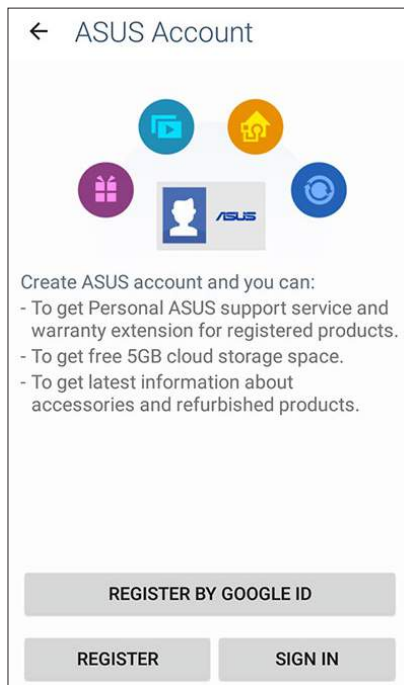 ASUS Account
ASUS
Create ASUS account and you can:
- To get Personal ASUS support service and
warranty extension for registered products.
- To get free 5GB cloud storage space.
- To get latest information about
accessories and refurbished products.
REGISTER BY GOOGLE ID
REGISTER
SIGN IN